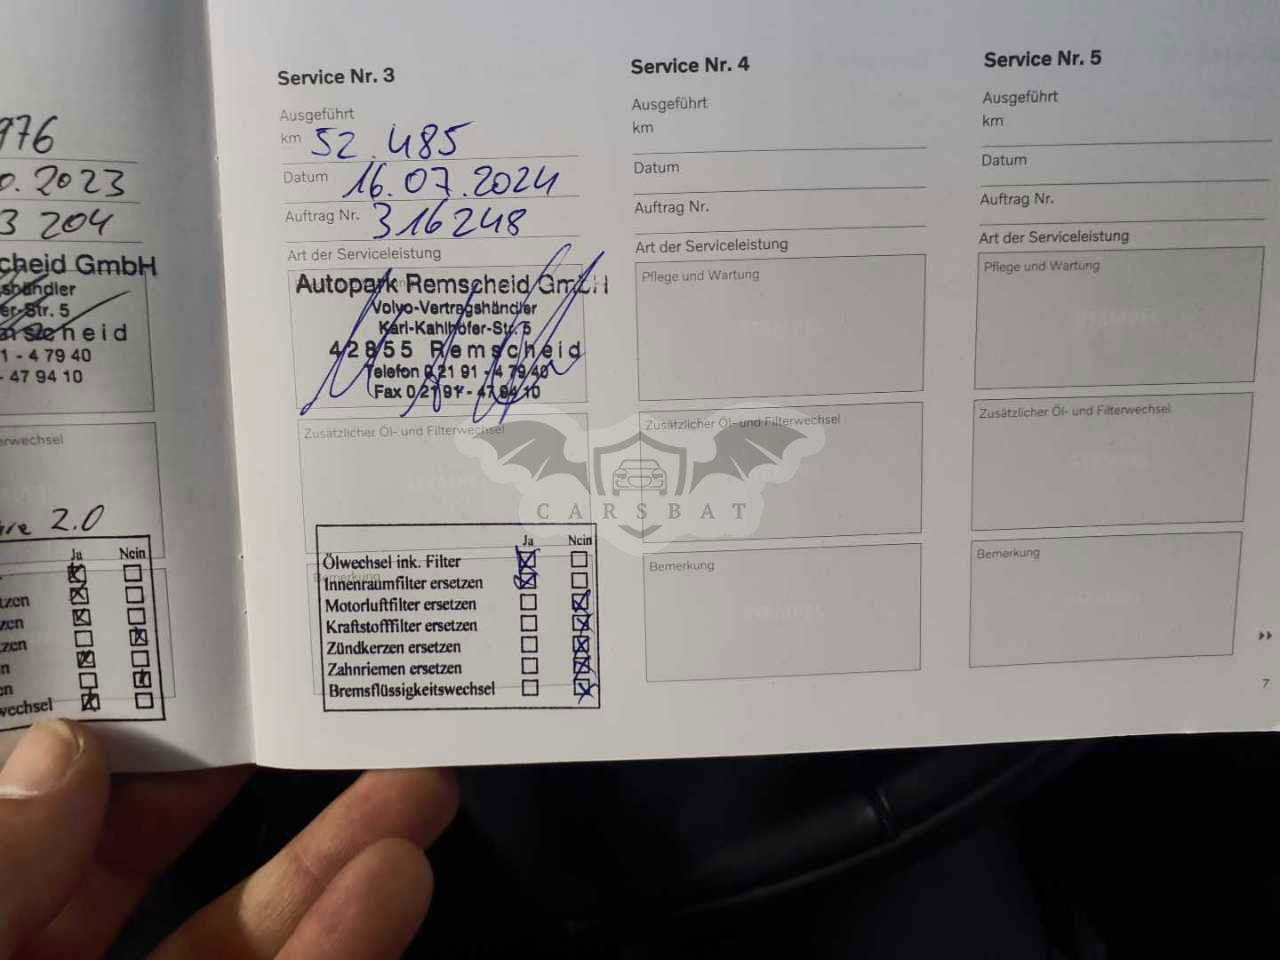 976
0.2023
3 204
cheid GmbH
shändler
er-Str. 5
mscheid
1 - 4 79 40
- 47 94 10
erwechsel
2.0
Ja Nein
tzen
zen
zen
n
en
wechsel
Service Nr. 3
Ausgeführt
km 52.485
Datum 16.07.2024
Auftrag Nr. 316248
Art der Serviceleistung
Autopark Remscheid GmbH
Volvo-Vertragshändler
Karl-Kahlhöfer-Str. 5
42855 Remscheid
Telefon 0 21 91 - 4 79 40
Fax 0 21 91 - 47 94 10
Zusätzlicher Öl- und Filterwechsel
Bemerkung
Ja Nein
Ölwechsel ink. Filter
Innenraumfilter ersetzen
Motorluftfilter ersetzen
Kraftstofffilter ersetzen
Zündkerzen ersetzen
Zahnriemen ersetzen
Bremsflüssigkeitswechsel
Service Nr. 4
Ausgeführt
km
Datum
Auftrag Nr.
Art der Serviceleistung
Pflege und Wartung
Zusätzlicher Öl- und Filterwechsel
Bemerkung
Service Nr. 5
Ausgeführt
km
Datum
Auftrag Nr.
Art der Serviceleistung
Pflege und Wartung
Zusätzlicher Öl- und Filterwechsel
Bemerkung
7
CARSBAT